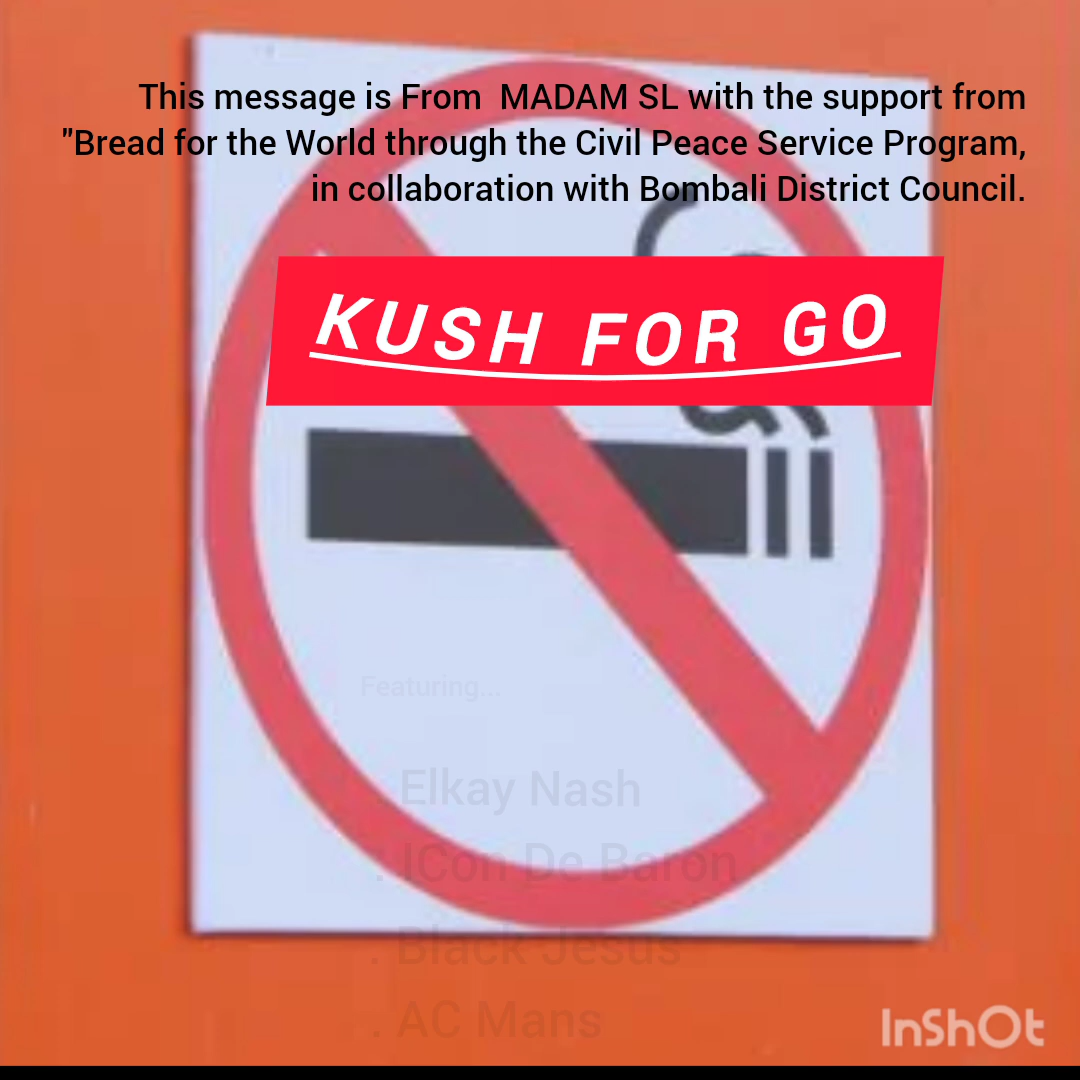 This message is From  MADAM SL with the support from
"Bread for the World through the Civil Peace Service Program,
in collaboration with Bombali District Council.
KUSH FOR GO
Featuring...
. Elkay Nash
. ICon De Baron
. Black Jesus
. AC Mans
InShOt